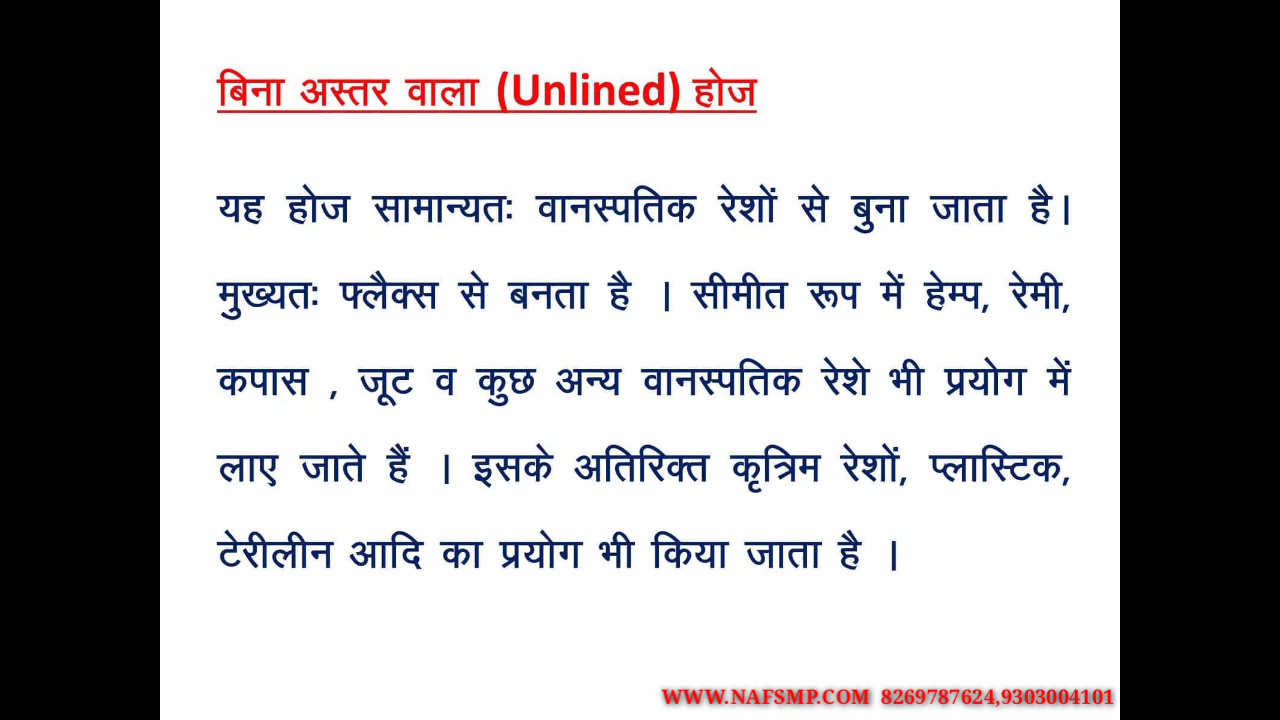 बिना अस्तर वाला (Unlined) होज
यह होज सामान्यतः वानस्पतिक रेशों से बुना जाता है।
मुख्यतः फ्लैक्स से बनता है । सीमीत रूप में हेम्प, रेमी,
कपास , जूट व कुछ अन्य वानस्पतिक रेशे भी प्रयोग में
लाए जाते हैं । इसके अतिरिक्त कृत्रिम रेशों, प्लास्टिक,
टेरीलीन आदि का प्रयोग भी किया जाता है ।
WWW.NAFSMP.COM 8269787624,9303004101